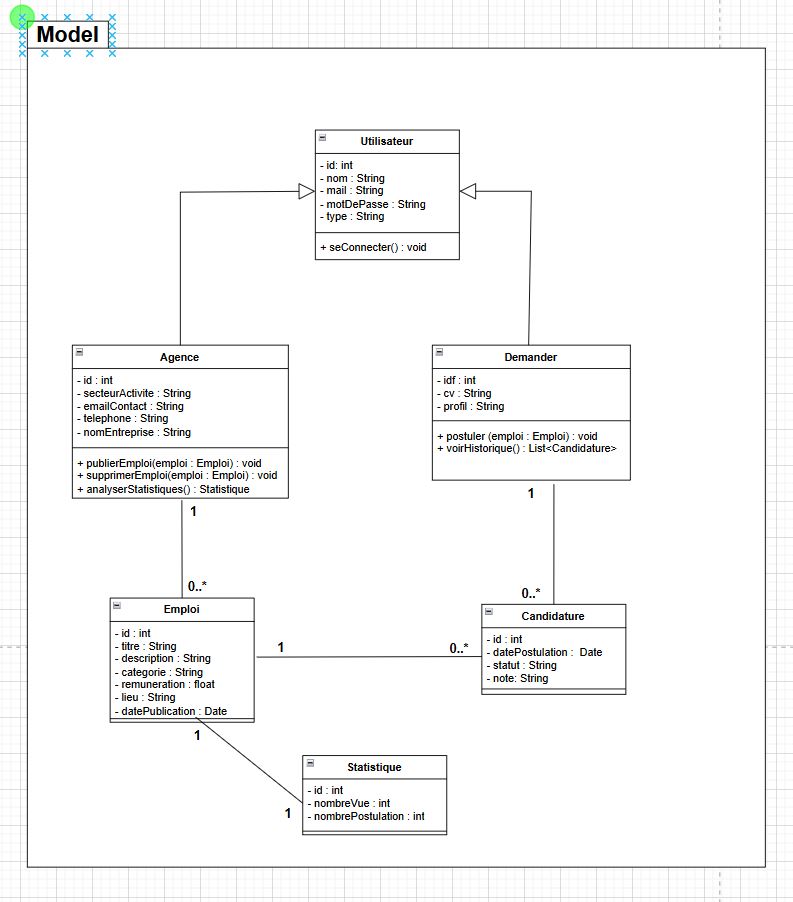 Model
Utilisateur
- id: int
- nom : String
- mail : String
- motDePasse : String
- type : String
+ seConnecter() : void
Agence
- id : int
- secteurActivite : String
- emailContact : String
- telephone : String
- nomEntreprise : String
+ publierEmploi(emploi : Emploi) : void
+ supprimerEmploi(emploi : Emploi) : void
+ analyserStatistiques() : Statistique
Demander
- idf : int
- cv : String
- profil : String
+ postuler (emploi : Emploi) : void
+ voirHistorique() : List<Candidature>
1
1
0..*
0..*
Emploi
- id : int
- titre : String
- description : String
- categorie : String
- remuneration : float
- lieu : String
- datePublication : Date
1
0..*
Candidature
- id : int
- datePostulation :  Date
- statut : String
- note: String
1
1
Statistique
- id : int
- nombreVue : int
- nombrePostulation : int